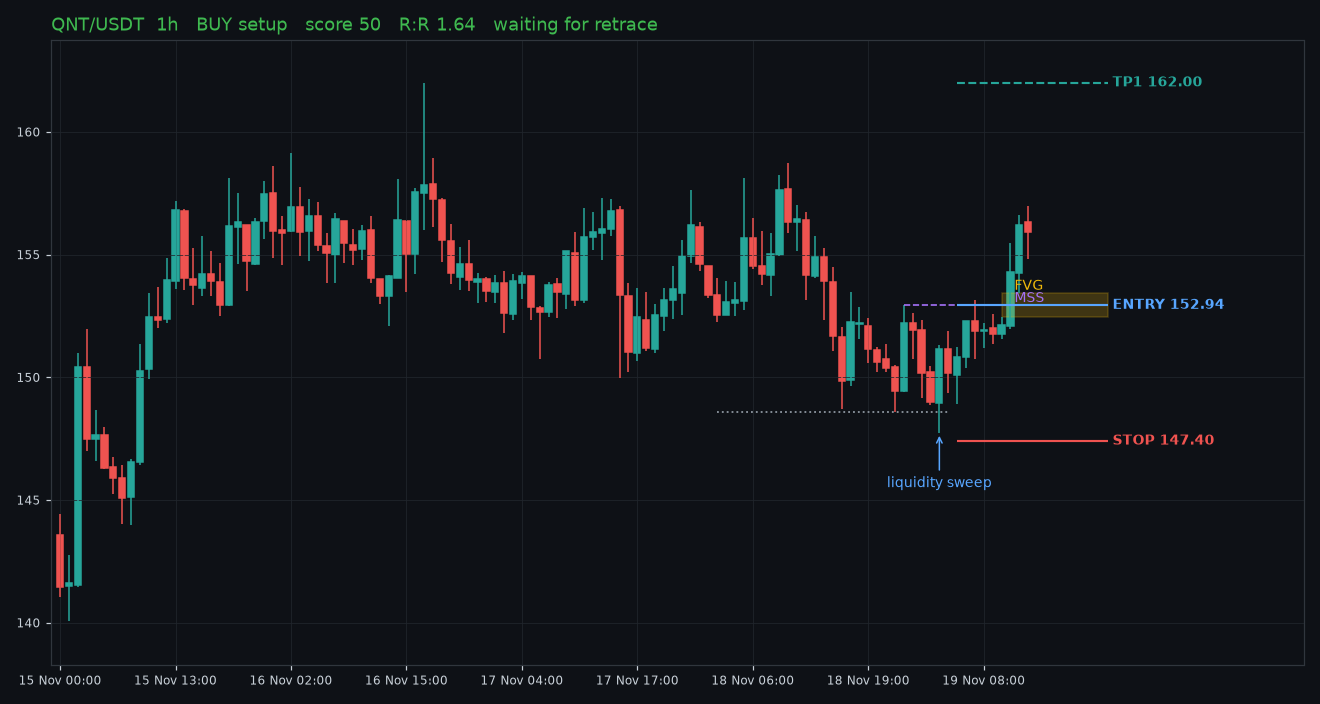 QNT/USDT 1h BUY setup score 50 R:R 1.64 waiting for retrace
TP1 162.00
160
155
FVG
MSS
ENTRY 152.94
150
STOP 147.40
liquidity sweep
145
140
15 Nov 00:00 15 Nov 13:00 16 Nov 02:00 16 Nov 15:00 17 Nov 04:00 17 Nov 17:00 18 Nov 06:00 18 Nov 19:00 19 Nov 08:00